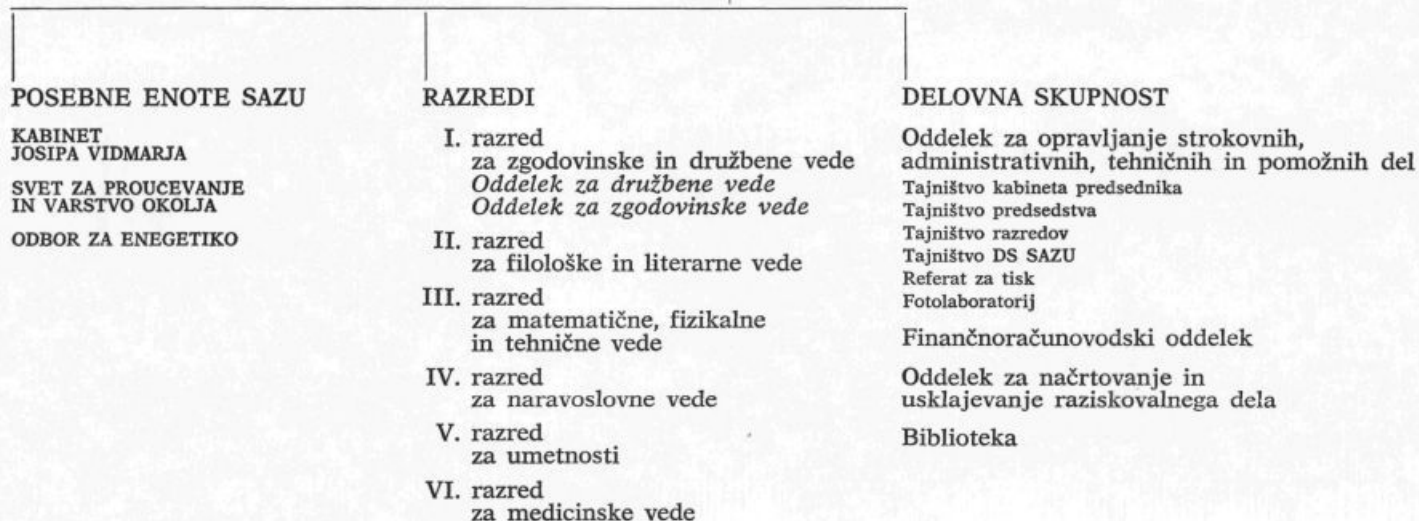 POSEBNE ENOTE SAZU
KABINET
JOSIPA VIDMARJA
SVET ZA PROUČEVANJE
IN VARSTVO OKOLJA
ODBOR ZA ENEGETIKO
RAZREDI
I. razred
za zgodovinske in družbene vede
Oddelek za družbene vede
Oddelek za zgodovinske vede
II. razred
za filološke in literarne vede
III. razred
za matematične, fizikalne
in tehnične vede
IV. razred
za naravoslovne vede
V. razred
za umetnosti
VI. razred
za medicinske vede
DELOVNA SKUPNOST
Oddelek za opravljanje strokovnih,
administrativnih, tehničnih in pomožnih del
Tajništvo kabineta predsednika
Tajništvo predsedstva
Tajništvo razredov
Tajništvo DS SAZU
Referat za tisk
Fotolaboratorij
Finančnoračunovodski oddelek
Oddelek za načrtovanje in
usklajevanje raziskovalnega dela
Biblioteka